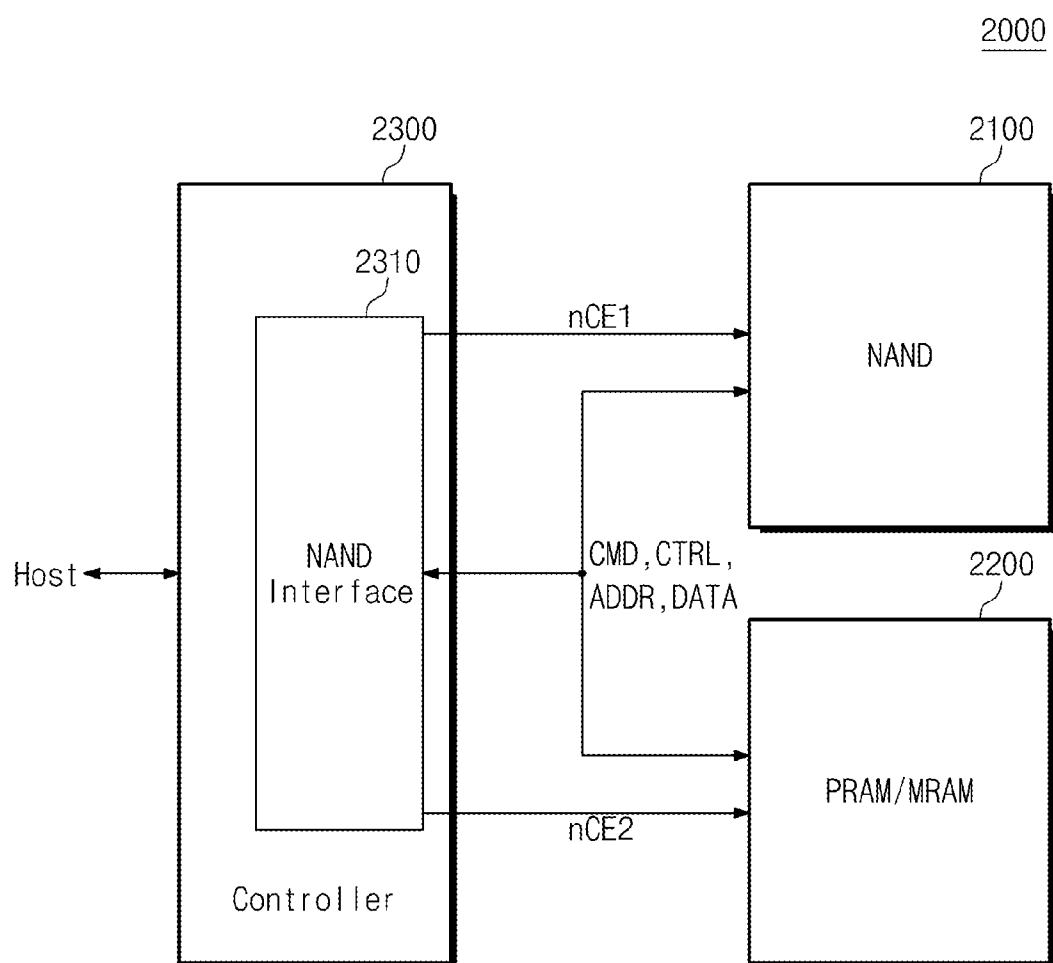 2000
2300
2100
2310
nCE1
NAND
Host
NAND
Interface
CMD,CTRL,
ADDR,DATA
2200
PRAM/MRAM
nCE2
Controller